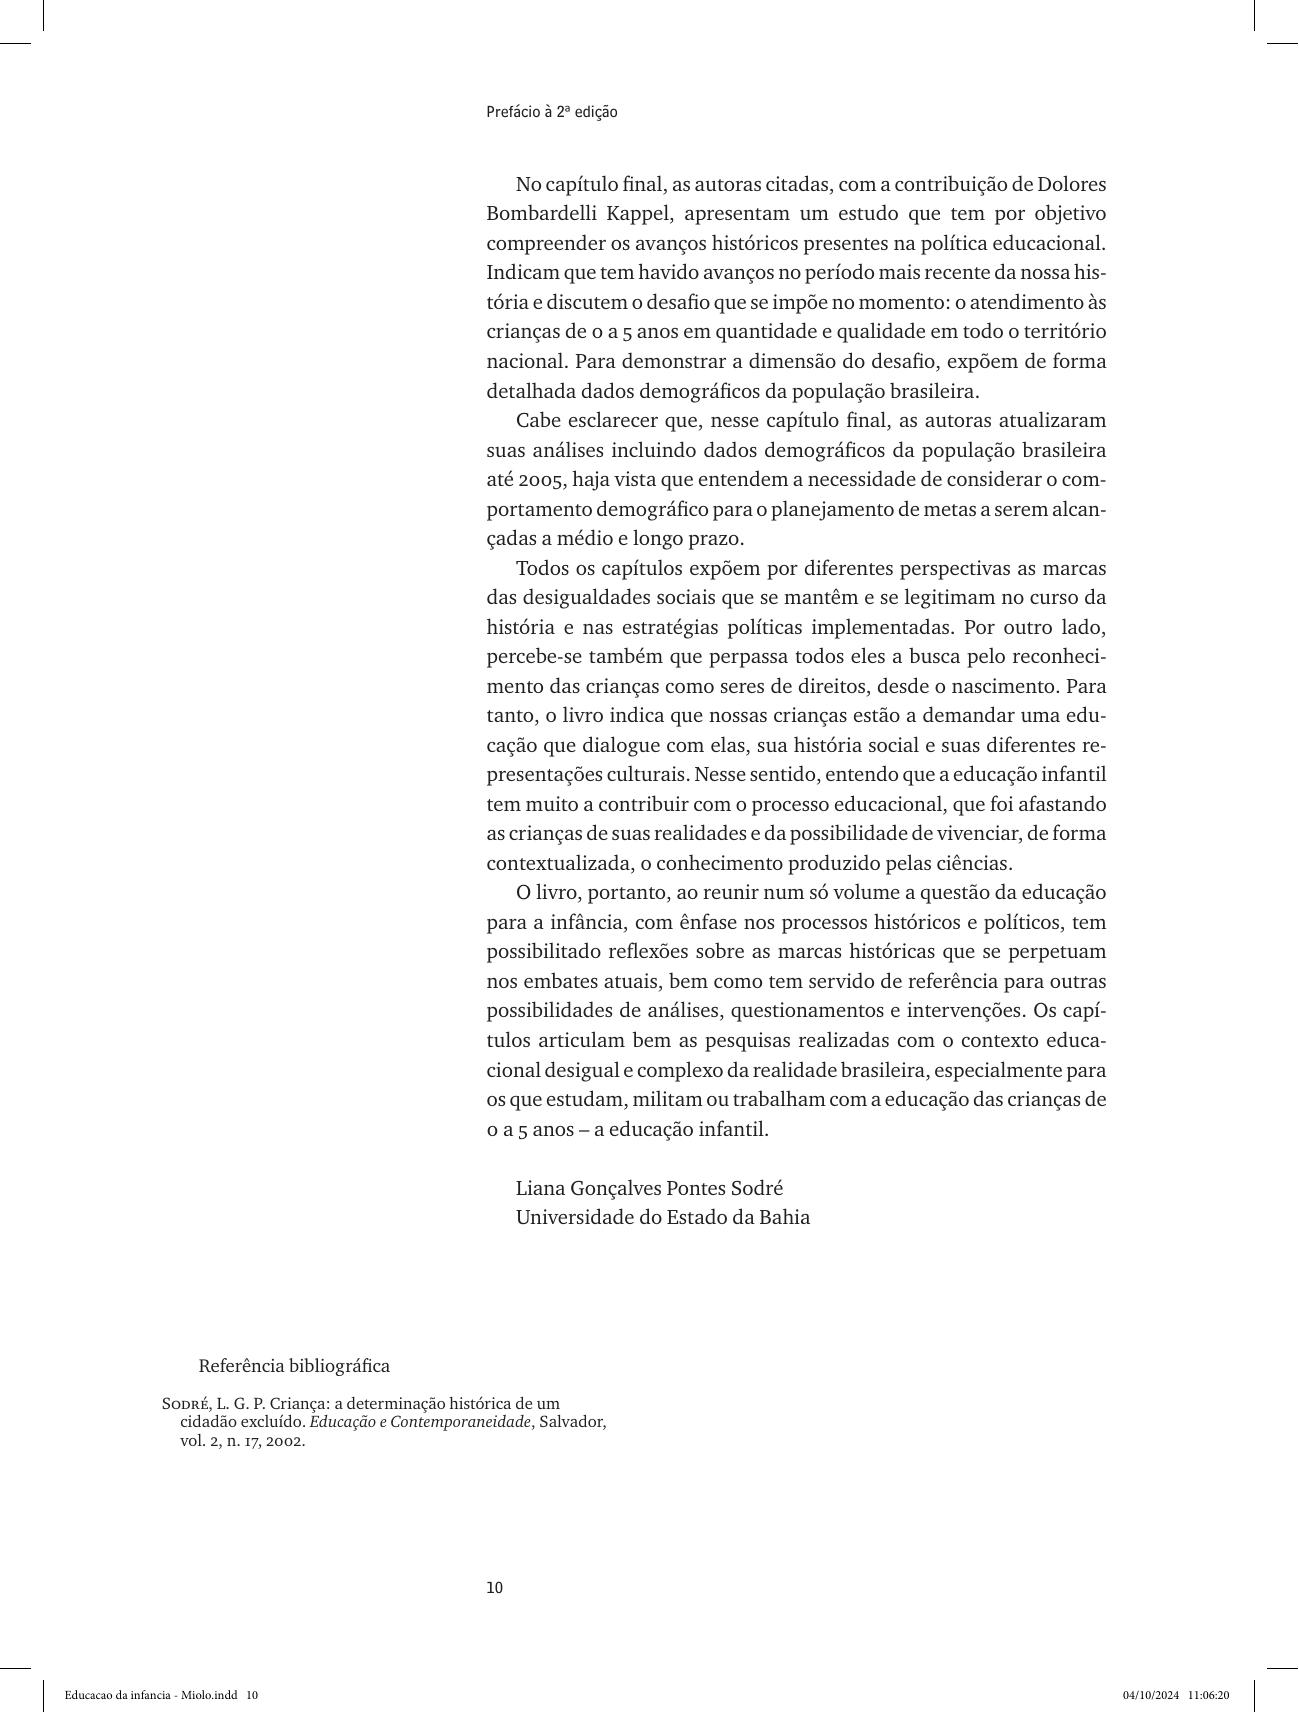 Prefácio à 2ª edição
No capítulo final, as autoras citadas, com a contribuição de Dolores
Bombardelli Kappel, apresentam um estudo que tem por objetivo
compreender os avanços históricos presentes na política educacional.
Indicam que tem havido avanços no período mais recente da nossa his-
tória e discutem o desafio que se impõe no momento: o atendimento às
crianças de 0 a 5 anos em quantidade e qualidade em todo o território
nacional. Para demonstrar a dimensão do desafio, expõem de forma
detalhada dados demográficos da população brasileira.
Cabe esclarecer que, nesse capítulo final, as autoras atualizaram
suas análises incluindo dados demográficos da população brasileira
até 2005, haja vista que entendem a necessidade de considerar o com-
portamento demográfico para o planejamento de metas a serem alcan-
çadas a médio e longo prazo.
Todos os capítulos expõem por diferentes perspectivas as marcas
das desigualdades sociais que se mantêm e se legitimam no curso da
história e nas estratégias políticas implementadas. Por outro lado,
percebe-se também que perpassa todos eles a busca pelo reconheci-
mento das crianças como seres de direitos, desde o nascimento. Para
tanto, o livro indica que nossas crianças estão a demandar uma edu-
cação que dialogue com elas, sua história social e suas diferentes re-
presentações culturais. Nesse sentido, entendo que a educação infantil
tem muito a contribuir com o processo educacional, que foi afastando
as crianças de suas realidades e da possibilidade de vivenciar, de forma
contextualizada, o conhecimento produzido pelas ciências.
O livro, portanto, ao reunir num só volume a questão da educação
para a infância, com ênfase nos processos históricos e políticos, tem
possibilitado reflexões sobre as marcas históricas que se perpetuam
nos embates atuais, bem como tem servido de referência para outras
possibilidades de análises, questionamentos e intervenções. Os capí-
tulos articulam bem as pesquisas realizadas com o contexto educa-
cional desigual e complexo da realidade brasileira, especialmente para
os que estudam, militam ou trabalham com a educação das crianças de
0 a 5 anos – a educação infantil.
Liana Gonçalves Pontes Sodré
Universidade do Estado da Bahia
Referência bibliográfica
Sodré, L. G. P. Criança: a determinação histórica de um
cidadão excluído. Educação e Contemporaneidade, Salvador,
vol. 2, n. 17, 2002.
10
Educacao da infancia - Miolo.indd 10
04/10/2024 11:06:20